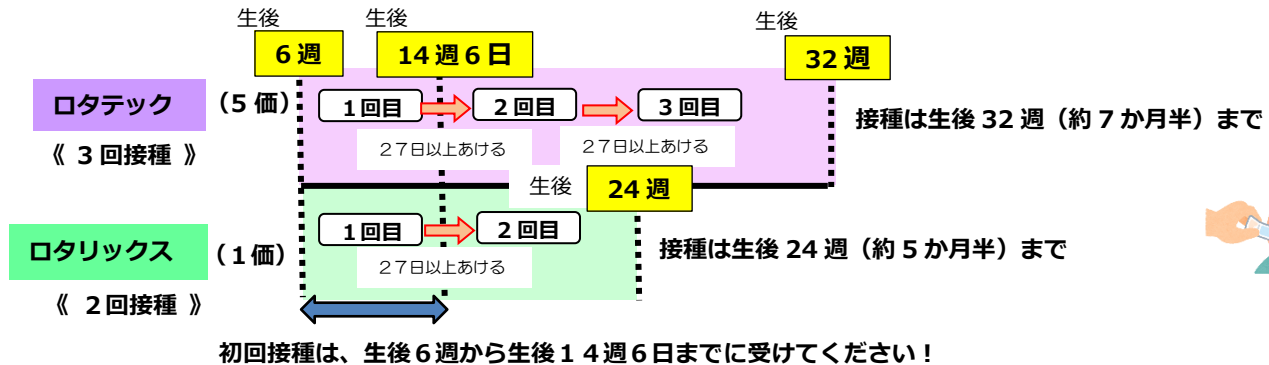 生後 生後 生後
6週 14週6日 32週
ロタテック (5価) 1回目 2回目 3回目 接種は生後32週(約7か月半)まで
《 3回接種 》 27日以上あける 27日以上あける
生後 24週
ロタリックス (1価) 1回目 2回目 接種は生後24週(約5か月半)まで
《 2回接種 》 27日以上あける
初回接種は、生後6週から生後14週6日までに受けてください!